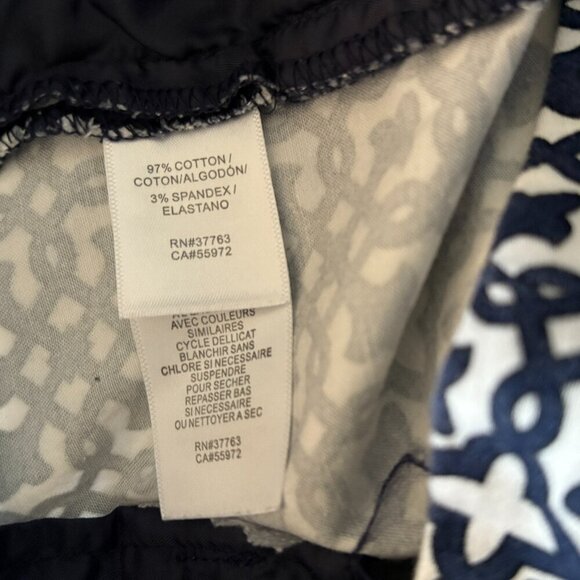 97% COTTON /
COTON/ALGODÓN/
3% SPANDEX /
ELASTANO
RN#37763
CA#55972
AVEC COULEURS
SIMILAIRES
CYCLE DELLICAT
BLANCHIR SANS
CHLORE SI NECESSAIRE
SUSPENDRE
POUR SECHER
REPASSER BAS
SI NECESSAIRE
OU NETTOYER A SEC
RN#37763
CA#55972